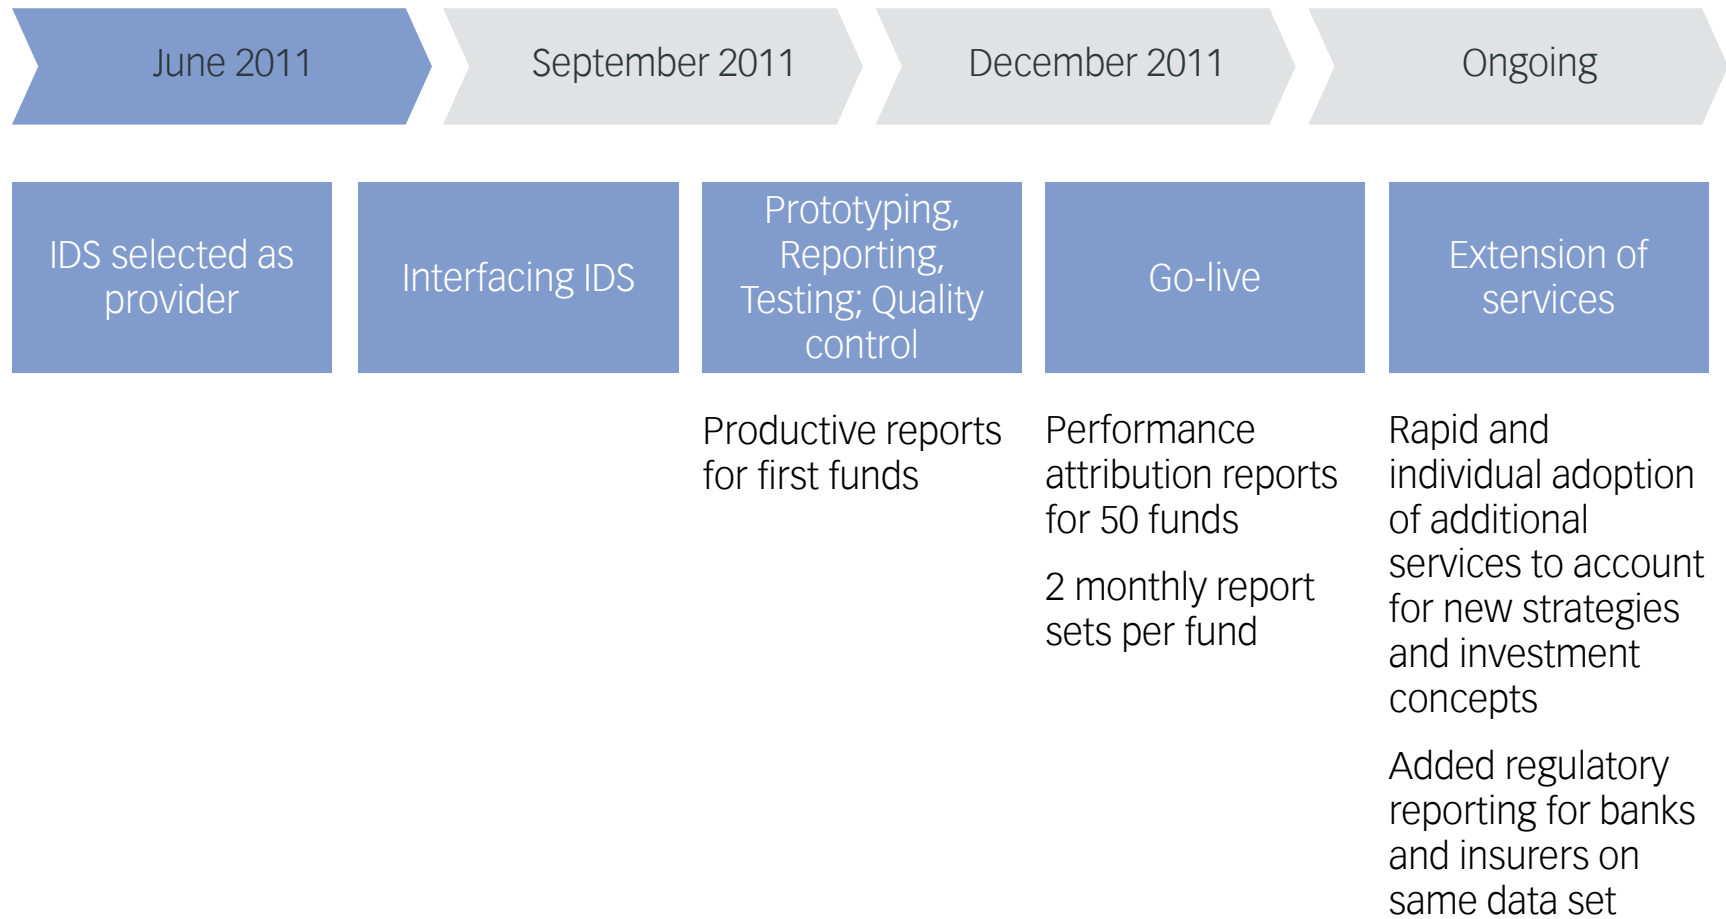 June 2011
September 2011
December 2011
Ongoing
IDS selected as
provider
Interfacing IDS
Prototyping,
Reporting,
Testing; Quality
control
Go-live
Extension of
services
Productive reports
for first funds
Performance
attribution reports
for 50 funds
2 monthly report
sets per fund
Rapid and
individual adoption
of additional
services to account
for new strategies
and investment
concepts
Added regulatory
reporting for banks
and insurers on
same data set